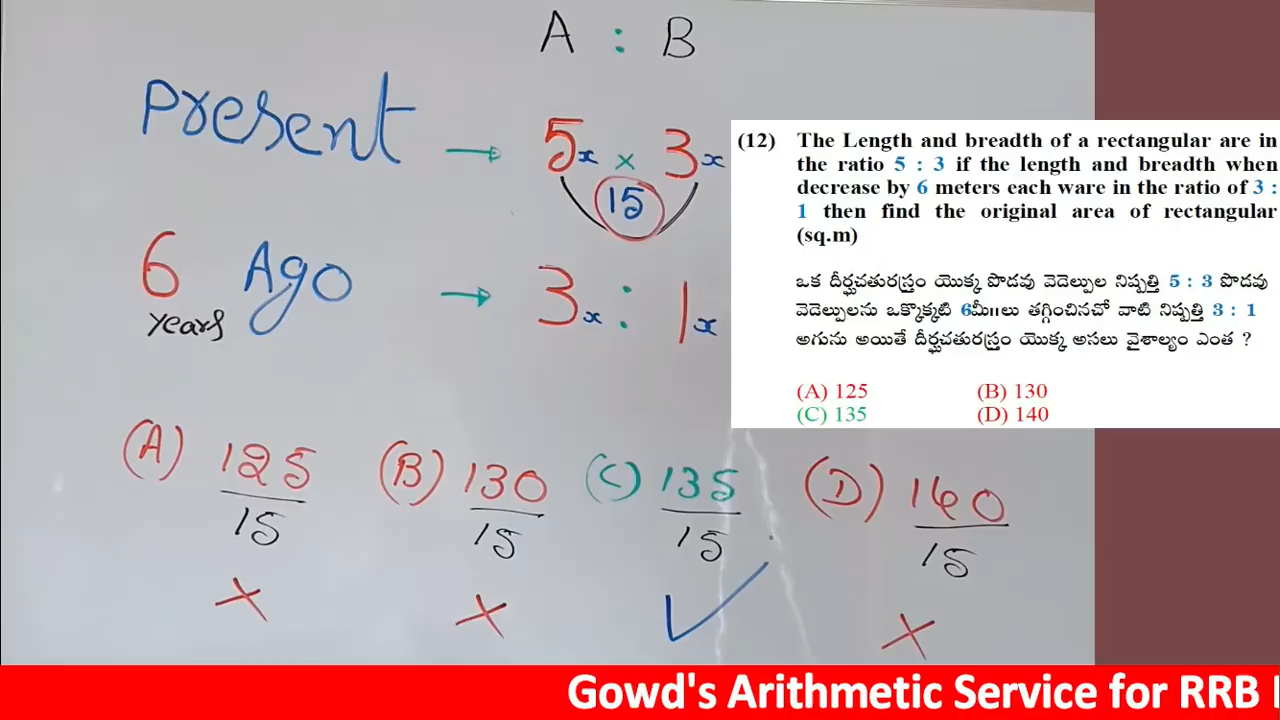 A : B
Present → 5x × 3x
15
6 Ago → 3x : 1x
years
(A) 125/15 (B) 130/15 (C) 135/15 (D) 140/15
× × ✓ ×
(12) The Length and breadth of a rectangular are in
the ratio 5 : 3 if the length and breadth when
decrease by 6 meters each ware in the ratio of 3 :
1 then find the original area of rectangular
(sq.m)
ఒక దీర్ఘచతురస్త్రం యొక్క పొడవు వెడెల్పుల నిష్పత్తి 5 : 3 పొడవు
వెడెల్పులను ఒక్కొక్కటి 6మీ॥లు తగ్గించినచో వాటి నిష్పత్తి 3 : 1
అగును అయితే దీర్ఘచతురస్త్రం యొక్క అసలు వైశాల్యం ఎంత ?
(A) 125 (B) 130
(C) 135 (D) 140
Gowd's Arithmetic Service for RRB